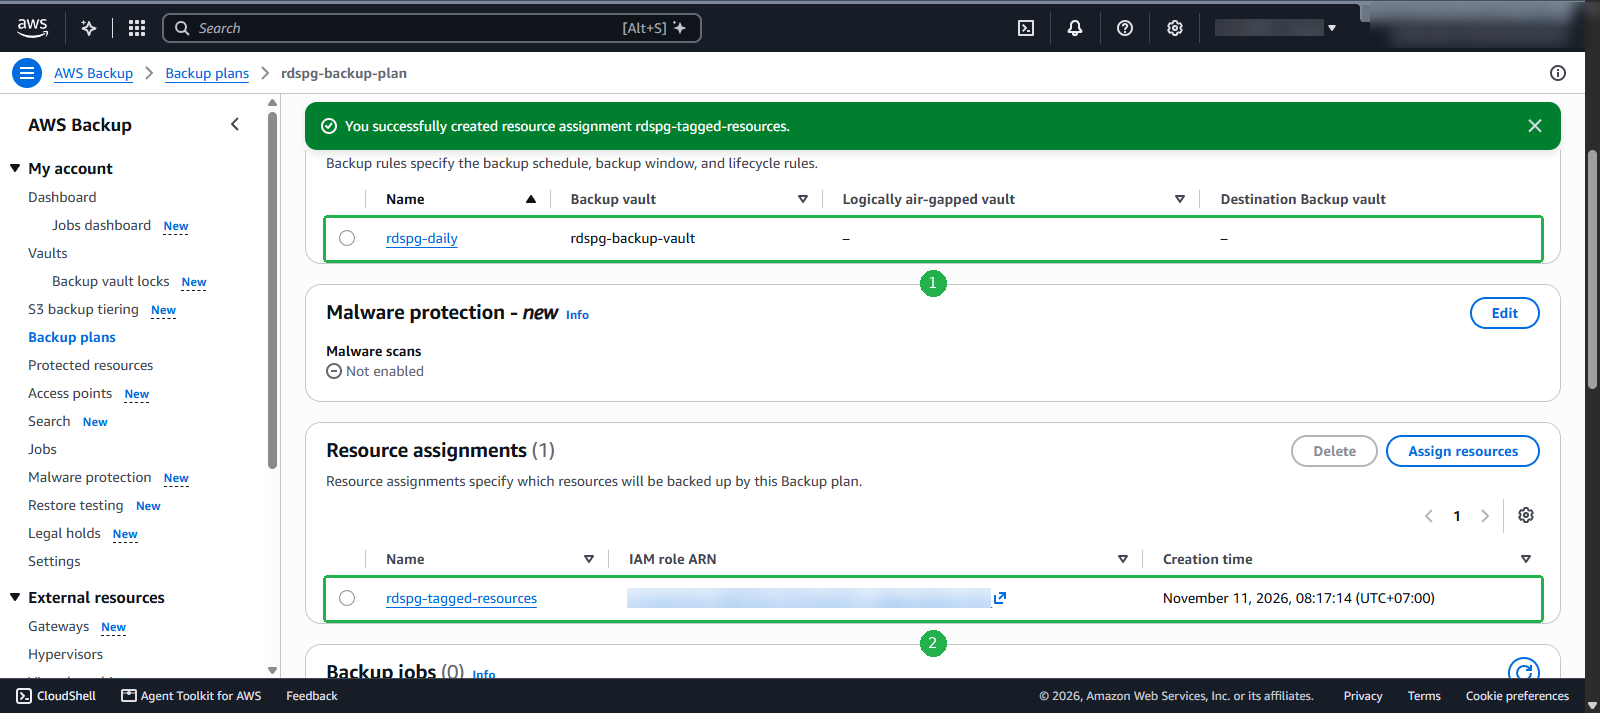 aws
Search [Alt+S]
AWS Backup > Backup plans > rdspg-backup-plan
AWS Backup
My account
Dashboard
Jobs dashboard New
Vaults
Backup vault locks New
S3 backup tiering New
Backup plans
Protected resources
Access points New
Search New
Jobs
Malware protection New
Restore testing New
Legal holds New
Settings
External resources
Gateways New
Hypervisors
You successfully created resource assignment rdspg-tagged-resources.
Backup rules specify the backup schedule, backup window, and lifecycle rules.
Name Backup vault Logically air-gapped vault Destination Backup vault
rdspg-daily rdspg-backup-vault – –
1
Malware protection - new Info
Edit
Malware scans
Not enabled
Resource assignments (1)
Delete Assign resources
Resource assignments specify which resources will be backed up by this Backup plan.
1
Name IAM role ARN Creation time
rdspg-tagged-resources November 11, 2026, 08:17:14 (UTC+07:00)
2
Backup jobs (0) Info
CloudShell Agent Toolkit for AWS Feedback © 2026, Amazon Web Services, Inc. or its affiliates. Privacy Terms Cookie preferences